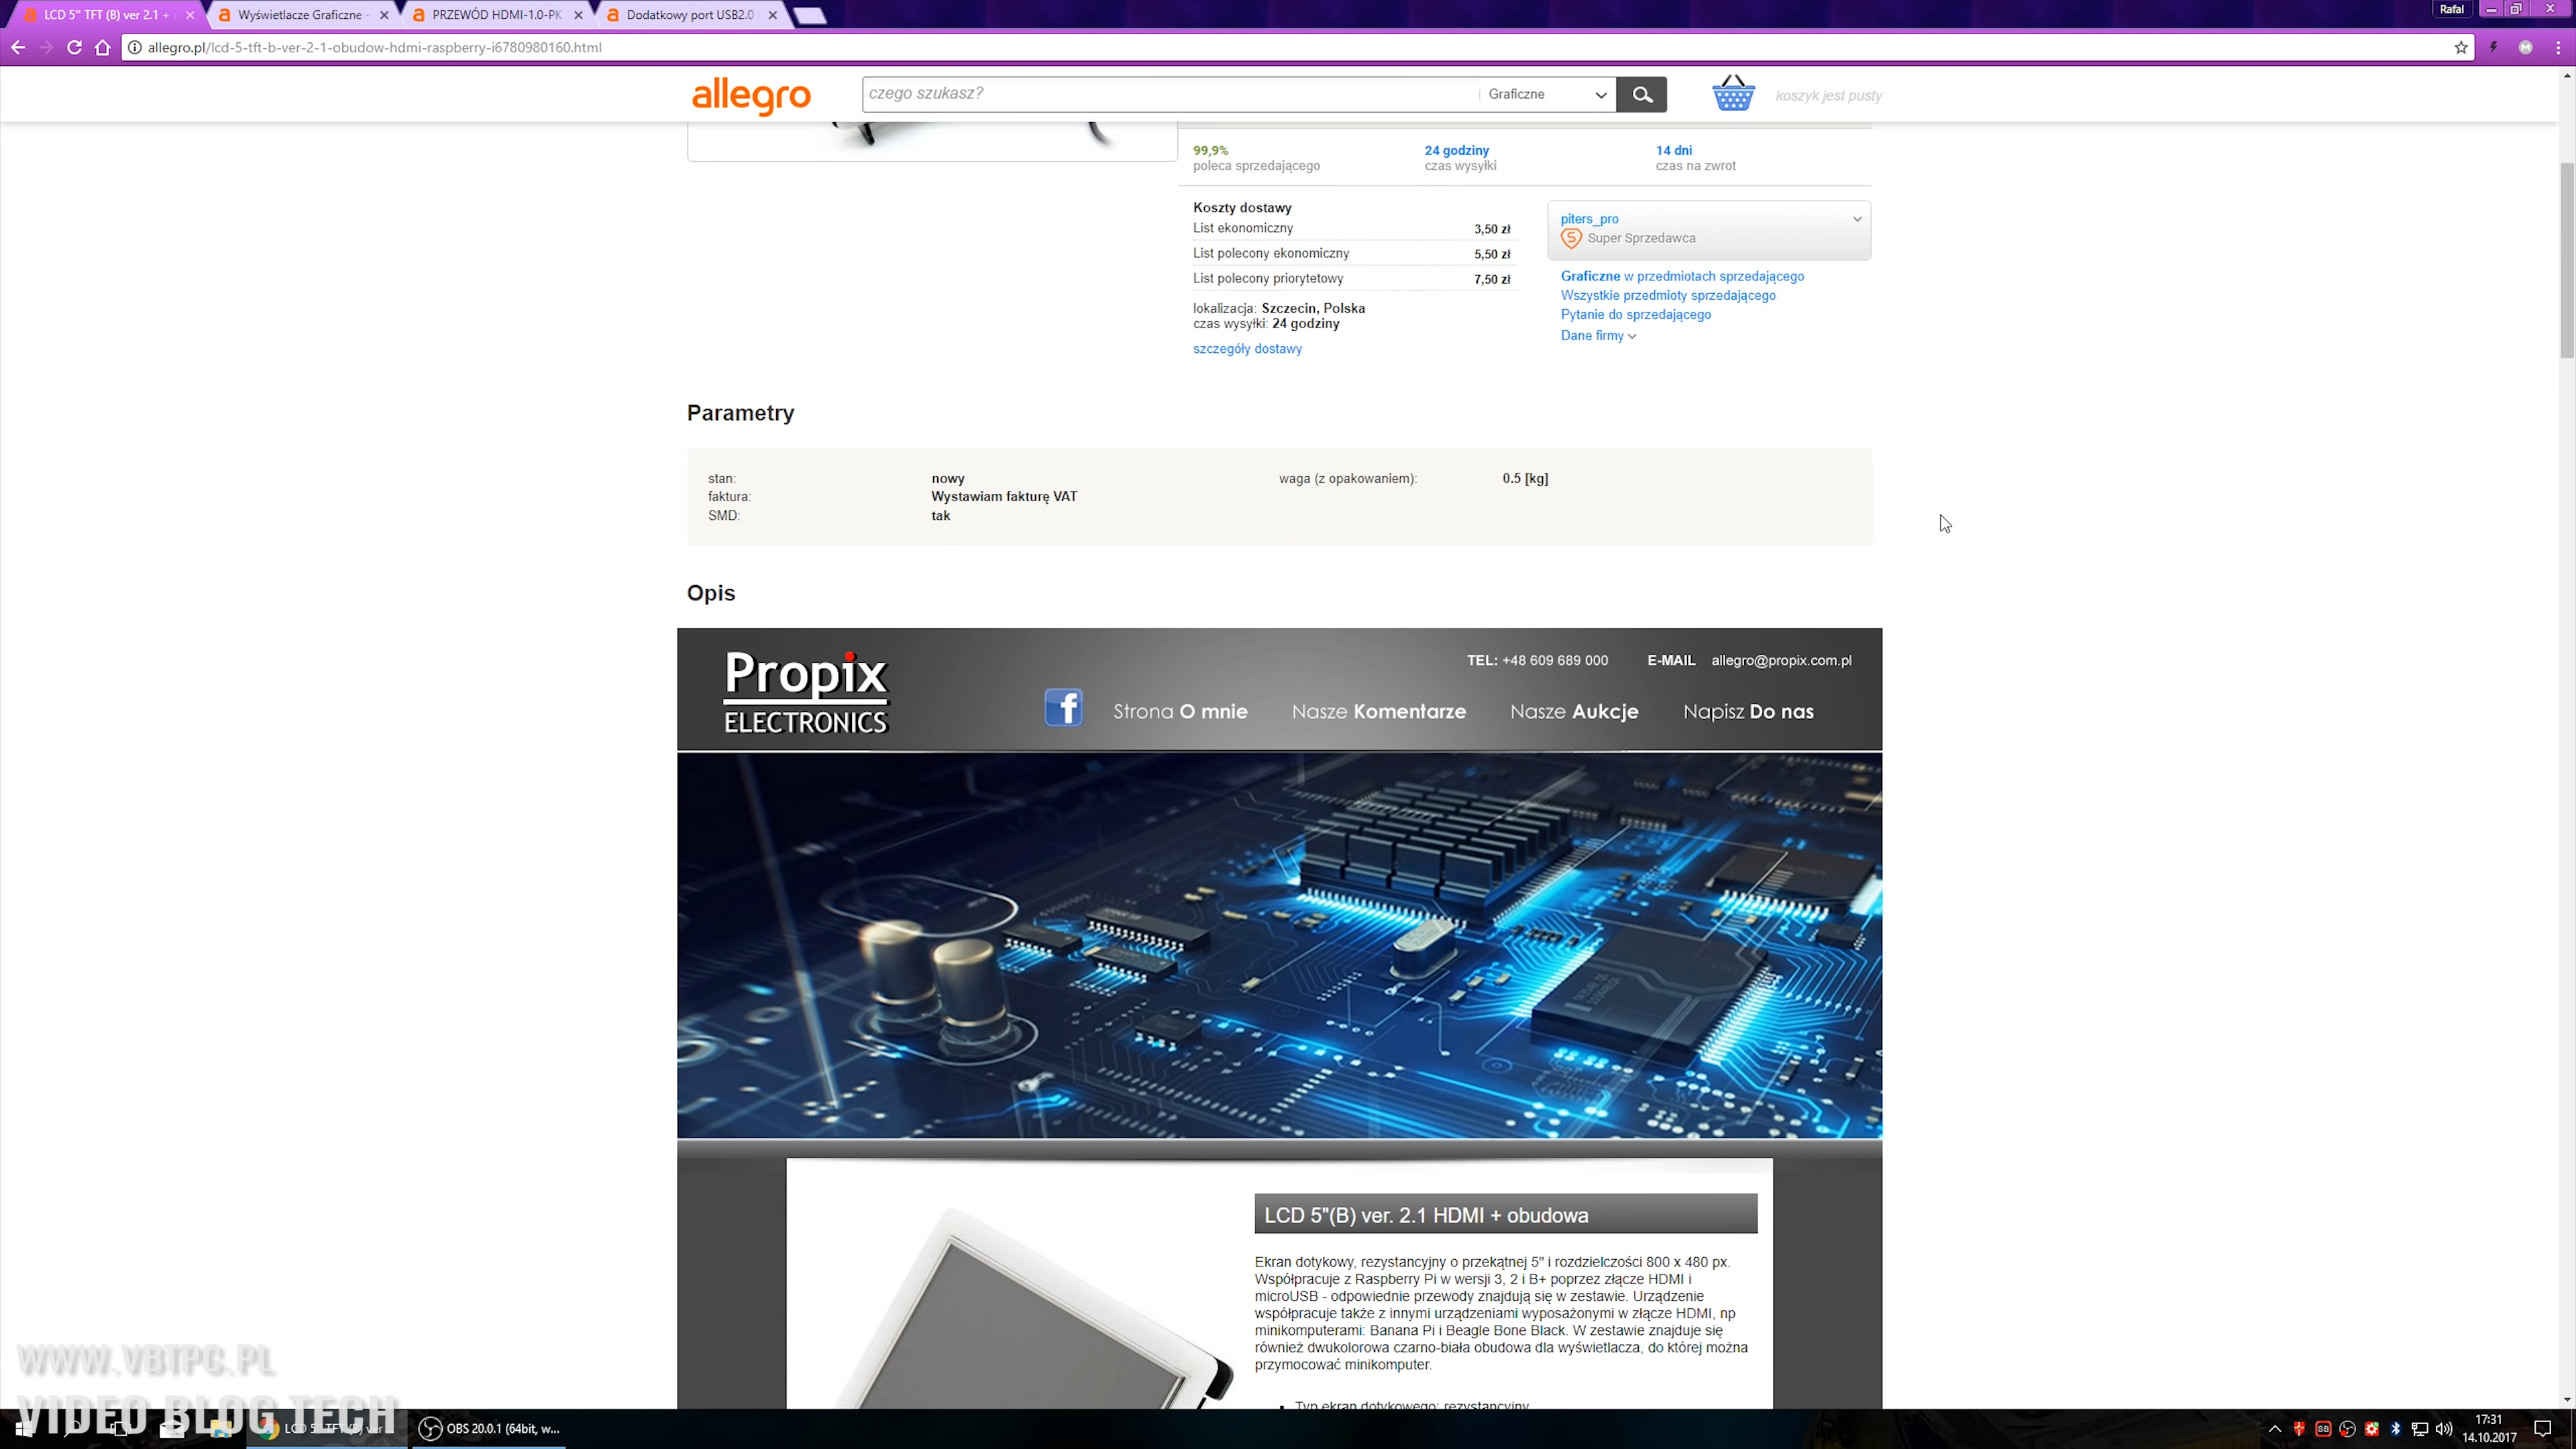 LCD 5" TFT (B) ver 2.1 +
Wyświetlacze Graficzne -
PRZEWÓD HDMI-1.0-PK
Dodatkowy port USB2.0
Rafal
allegro.pl/lcd-5-tft-b-ver-2-1-obudow-hdmi-raspberry-i6780980160.html
allegro
czego szukasz?
Graficzne
koszyk jest pusty
99,9%
poleca sprzedającego
24 godziny
czas wysyłki
14 dni
czas na zwrot
Koszty dostawy
List ekonomiczny 3,50 zł
List polecony ekonomiczny 5,50 zł
List polecony priorytetowy 7,50 zł
lokalizacja: Szczecin, Polska
czas wysyłki: 24 godziny
szczegóły dostawy
piters_pro
Super Sprzedawca
Graficzne w przedmiotach sprzedającego
Wszystkie przedmioty sprzedającego
Pytanie do sprzedającego
Dane firmy
Parametry
stan: nowy waga (z opakowaniem): 0.5 [kg]
faktura: Wystawiam fakturę VAT
SMD: tak
Opis
Propix
ELECTRONICS
TEL: +48 609 689 000 E-MAIL allegro@propix.com.pl
Strona O mnie Nasze Komentarze Nasze Aukcje Napisz Do nas
LCD 5"(B) ver. 2.1 HDMI + obudowa
Ekran dotykowy, rezystancyjny o przekątnej 5" i rozdzielczości 800 x 480 px.
Współpracuje z Raspberry Pi w wersji 3, 2 i B+ poprzez złącze HDMI i
microUSB - odpowiednie przewody znajdują się w zestawie. Urządzenie
współpracuje także z innymi urządzeniami wyposażonymi w złącze HDMI, np
minikomputerami: Banana Pi i Beagle Bone Black. W zestawie znajduje się
również dwukolorowa czarno-biała obudowa dla wyświetlacza, do której można
przymocować minikomputer.
Typ ekranu dotykowego: rezystancyjny
WWW.VBTPC.PL
VIDEO BLOG TECH
LCD 5" TFT (B) ver
OBS 20.0.1 (64bit, w...
17:31
14.10.2017